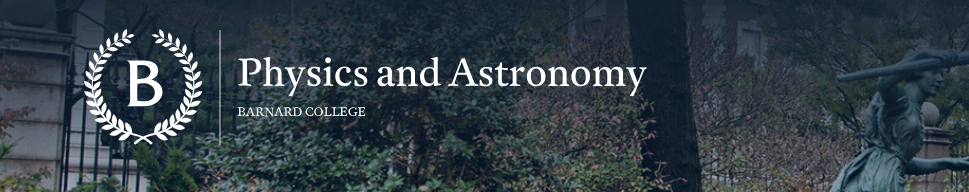 B
Physics and Astronomy
BARNARD COLLEGE